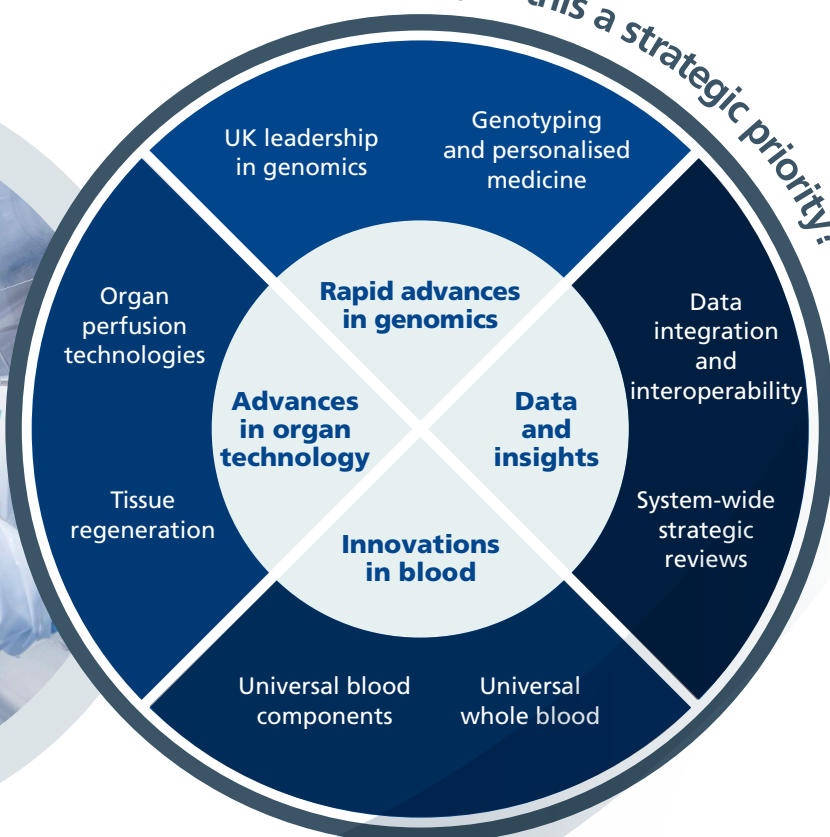 this a strategic priority?
UK leadership
in genomics
Genotyping
and personalised
medicine
Rapid advances
in genomics
Organ
perfusion
technologies
Data
integration
and
interoperability
Advances
in organ
technology
Data
and
insights
Tissue
regeneration
System-wide
strategic
reviews
Innovations
in blood
Universal blood
components
Universal
whole blood